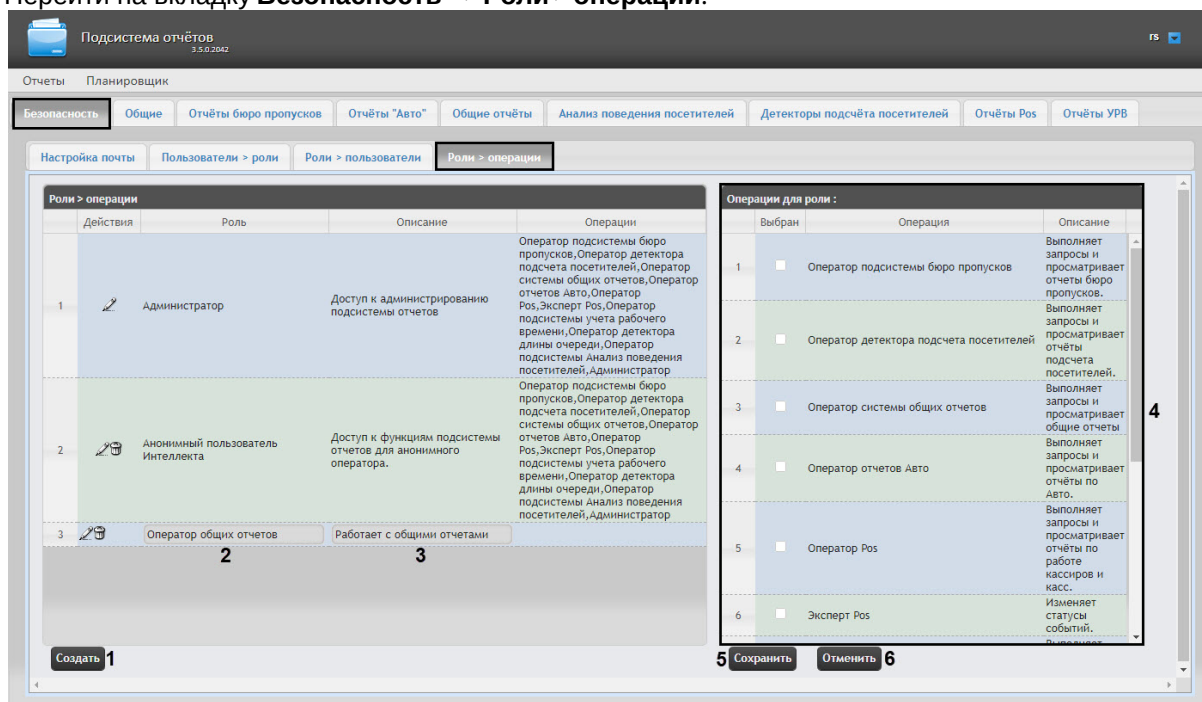 Перейти на вкладку Безопасность -> Роли> операции.
Подсистема отчётов
3.5.0.2042
rs
Отчеты Планировщик
Безопасность Общие Отчёты бюро пропусков Отчёты "Авто" Общие отчёты Анализ поведения посетителей Детекторы подсчёта посетителей Отчёты Pos Отчёты УРВ
Настройка почты Пользователи > роли Роли > пользователи Роли > операции
Роли > операции
Действия Роль Описание Операции
1 Администратор
Доступ к администрированию
подсистемы отчетов
Оператор подсистемы бюро
пропусков,Оператор детектора
подсчета посетителей,Оператор
системы общих отчетов,Оператор
отчетов Авто,Оператор
Pos,Эксперт Pos,Оператор
подсистемы учета рабочего
времени,Оператор детектора
длины очереди,Оператор
подсистемы Анализ поведения
посетителей,Администратор
2
Анонимный пользователь
Интеллекта
Доступ к функциям подсистемы
отчетов для анонимного
оператора.
Оператор подсистемы бюро
пропусков,Оператор детектора
подсчета посетителей,Оператор
системы общих отчетов,Оператор
отчетов Авто,Оператор
Pos,Эксперт Pos,Оператор
подсистемы учета рабочего
времени,Оператор детектора
длины очереди,Оператор
подсистемы Анализ поведения
посетителей,Администратор
3 Оператор общих отчетов Работает с общими отчетами
2 3
Создать 1
Операции для роли :
Выбран Операция Описание
1 Оператор подсистемы бюро пропусков
Выполняет
запросы и
просматривает
отчеты бюро
пропусков.
2 Оператор детектора подсчета посетителей
Выполняет
запросы и
просматривает
отчёты
подсчета
посетителей.
3 Оператор системы общих отчетов
Выполняет
запросы и
просматривает
общие отчеты
4
4 Оператор отчетов Авто
Выполняет
запросы и
просматривает
отчёты по
Авто.
5 Оператор Pos
Выполняет
запросы и
просматривает
отчёты по
работе
кассиров и
касс.
6 Эксперт Pos
Изменяет
статусы
событий.
5 Сохранить Отменить 6